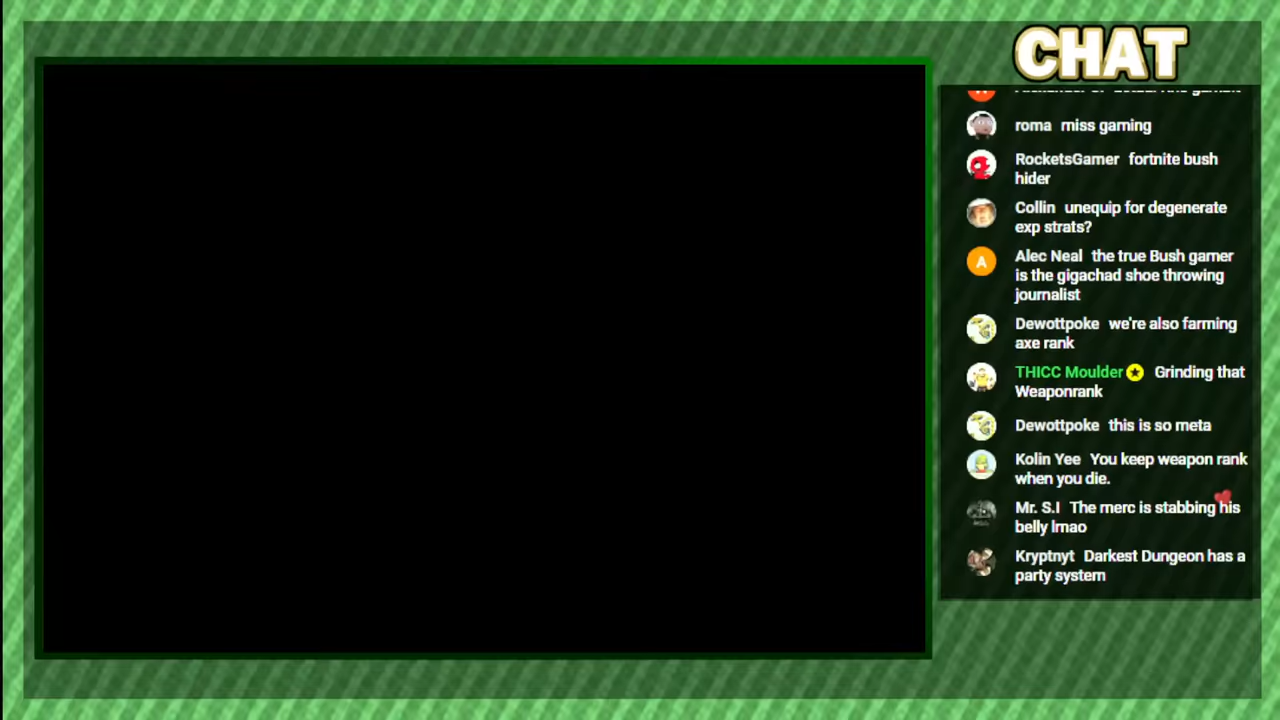 CHAT
roma miss gaming
RocketsGamer fortnite bush
hider
Collin unequip for degenerate
exp strats?
A
Alec Neal the true Bush gamer
is the gigachad shoe throwing
journalist
Dewottpoke we're also farming
axe rank
THICC Moulder Grinding that
Weaponrank
Dewottpoke this is so meta
Kolin Yee You keep weapon rank
when you die.
Mr. S.I The merc is stabbing his
belly lmao
Kryptnyt Darkest Dungeon has a
party system